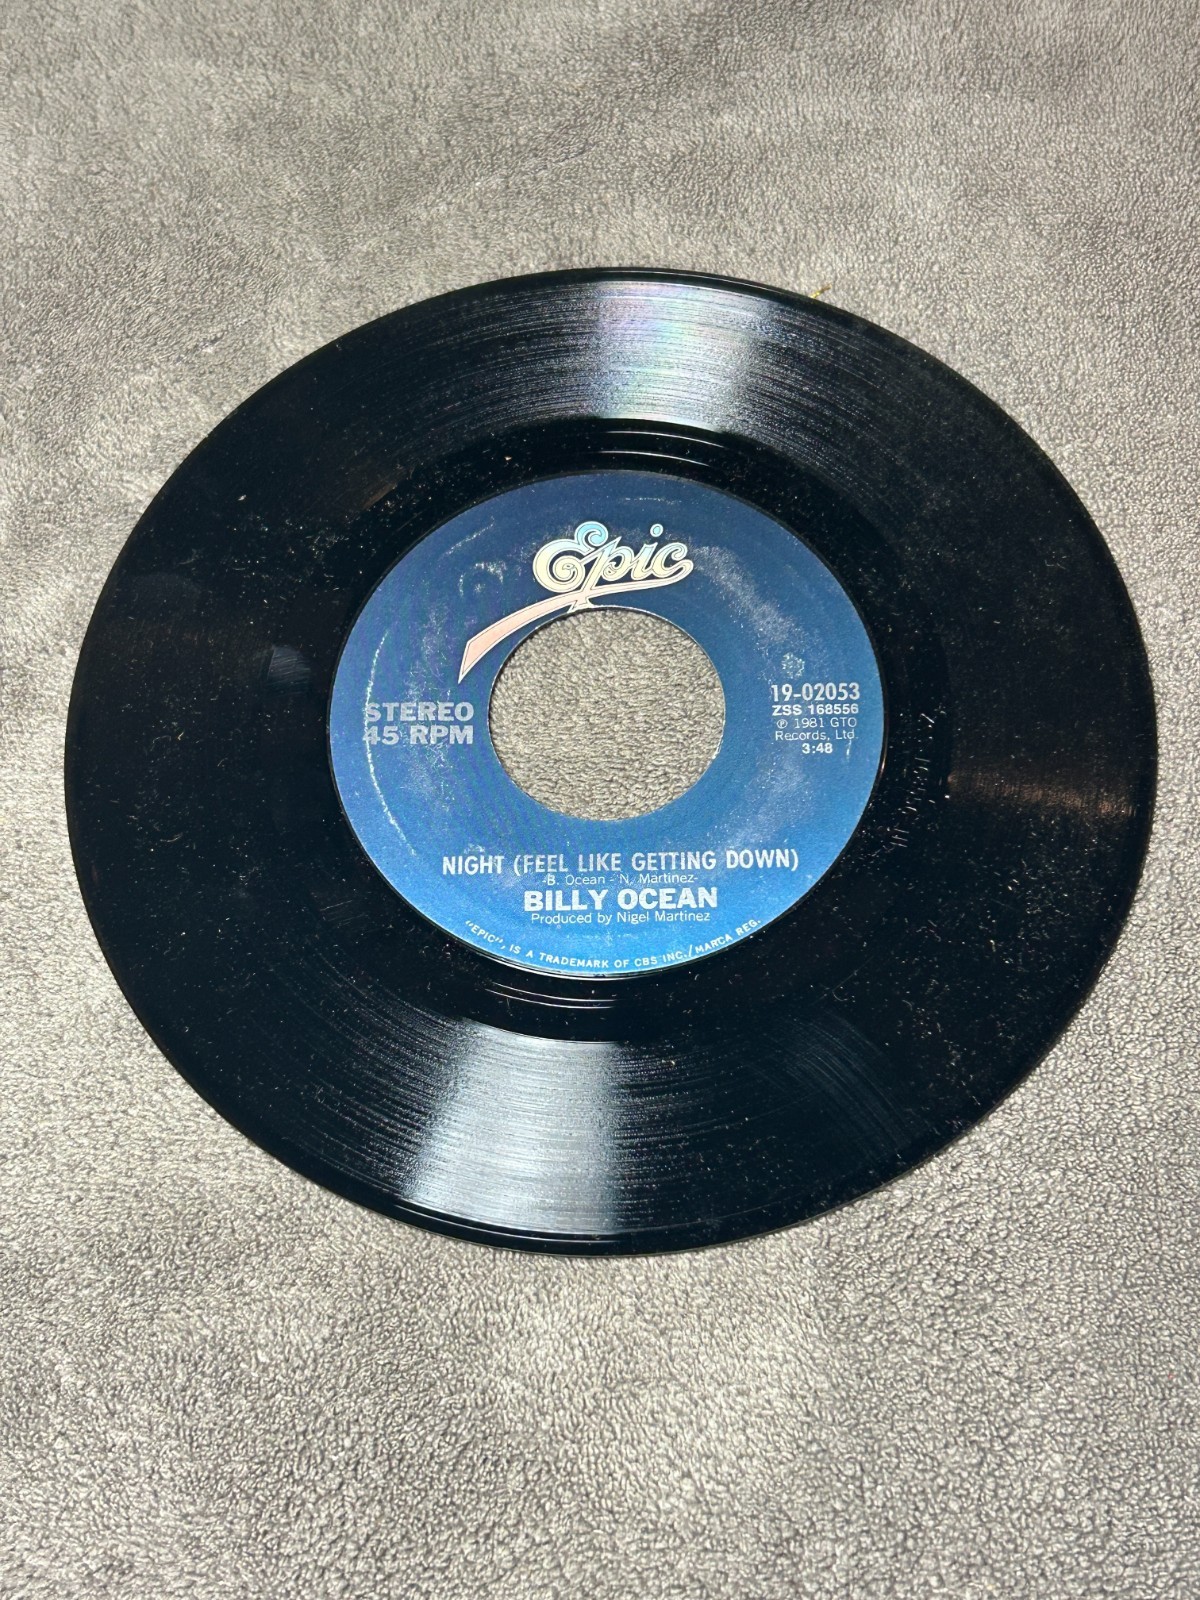 Epic
STEREO
45 RPM
19-02053
ZSS 168556
℗ 1981 GTO
Records, Ltd.
3:48
NIGHT (FEEL LIKE GETTING DOWN)
-B. Ocean - N. Martinez-
BILLY OCEAN
Produced by Nigel Martinez
"EPIC", IS A TRADEMARK OF CBS INC./MARCA REG.